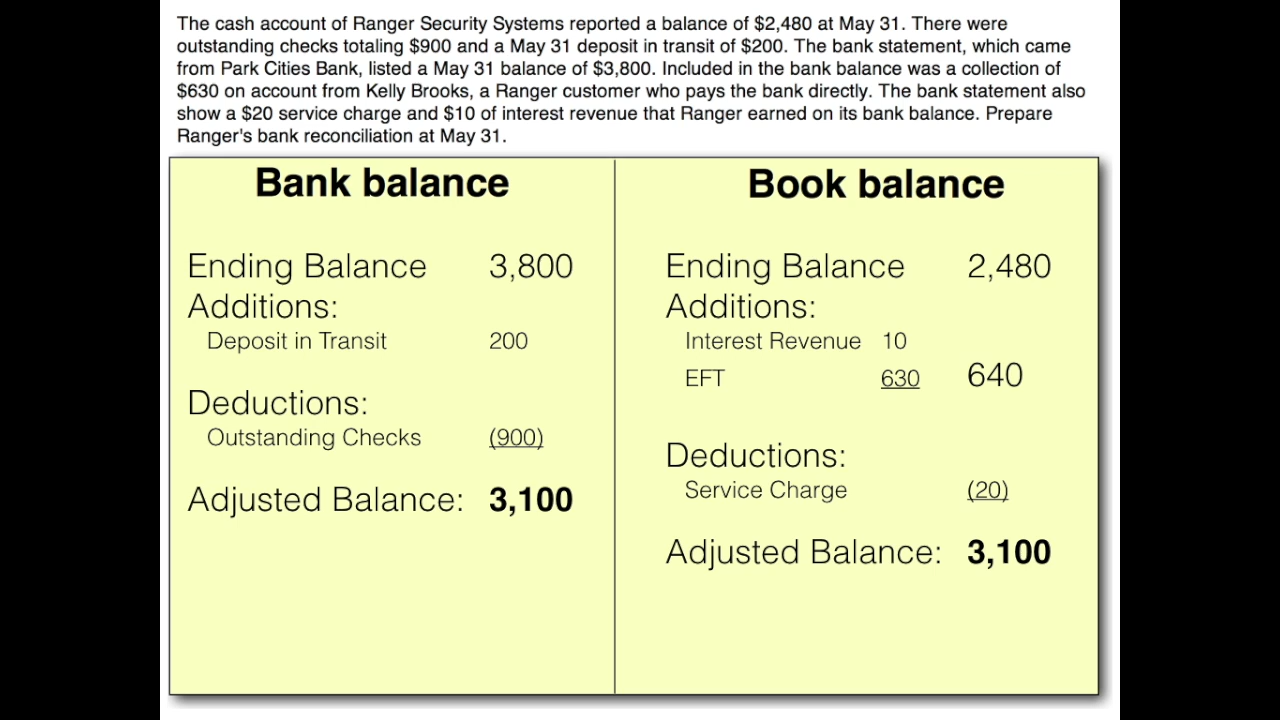 The cash account of Ranger Security Systems reported a balance of $2,480 at May 31. There were
outstanding checks totaling $900 and a May 31 deposit in transit of $200. The bank statement, which came
from Park Cities Bank, listed a May 31 balance of $3,800. Included in the bank balance was a collection of
$630 on account from Kelly Brooks, a Ranger customer who pays the bank directly. The bank statement also
show a $20 service charge and $10 of interest revenue that Ranger earned on its bank balance. Prepare
Ranger's bank reconciliation at May 31.
Bank balance
Ending Balance 3,800
Additions:
Deposit in Transit 200
Deductions:
Outstanding Checks (900)
Adjusted Balance: 3,100
Book balance
Ending Balance 2,480
Additions:
Interest Revenue 10
EFT 630 640
Deductions:
Service Charge (20)
Adjusted Balance: 3,100